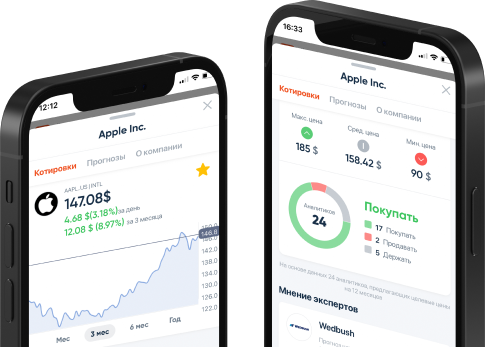 12:12
Apple Inc.
Котировки Прогнозы О компании
AAPL.US | INTL
147.08$
4.68 $(3,18%) за день
12.08 $ (8,97%) за 3 месяца
146.8
142.0
138.0
134.0
130.0
126.0
122.0
Мес 3 мес 6 мес Год
16:33
Apple Inc.
Котировки Прогнозы О компании
Макс. цена Сред. цена Мин. цена
185 $ 158.42 $ 90 $
Аналитиков
24
Покупать
17 Покупать
2 Продавать
5 Держать
На основе данных 24 аналитиков, предлагающих целевые цены
на 12 месяцев
Мнение экспертов
Wedbush